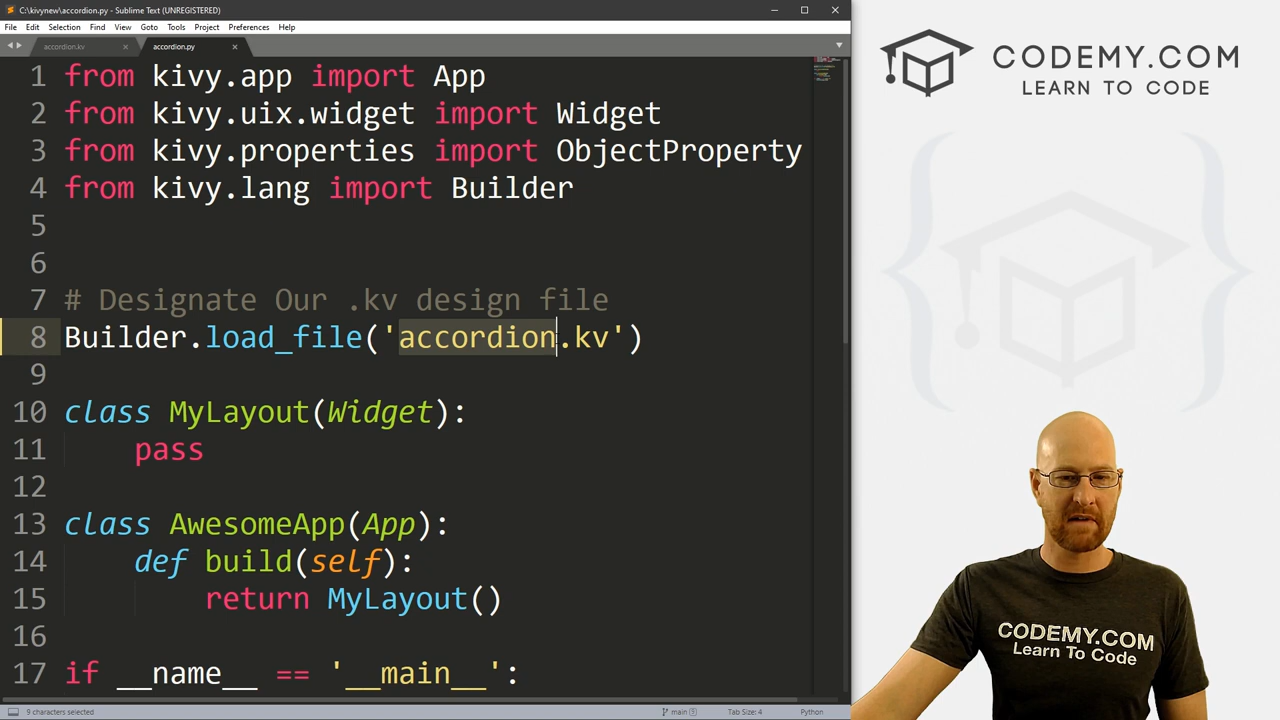 C:\kivynew\accordion.py - Sublime Text (UNREGISTERED)
File Edit Selection Find View Goto Tools Project Preferences Help
accordion.kv accordion.py
1 from kivy.app import App
2 from kivy.uix.widget import Widget
3 from kivy.properties import ObjectProperty
4 from kivy.lang import Builder
5
6
7 # Designate Our .kv design file
8 Builder.load_file('accordion.kv')
9
10 class MyLayout(Widget):
11 pass
12
13 class AwesomeApp(App):
14 def build(self):
15 return MyLayout()
16
17 if __name__ == '__main__':
9 characters selected
main 5
Tab Size: 4
Python
CODEMY.COM
LEARN TO CODE
CODEMY.COM
Learn To Code